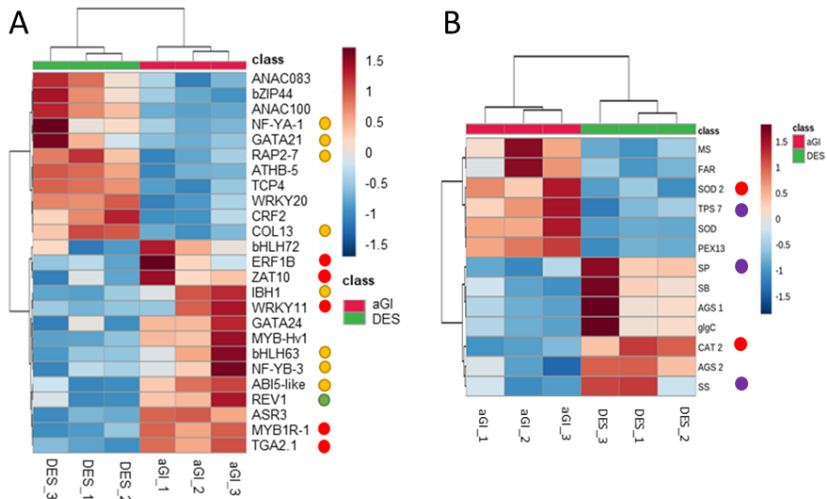 A
class
ANAC083
bZIP44
ANAC100
NF-YA-1
GATA21
RAP2-7
ATHB-5
TCP4
WRKY20
CRF2
COL13
bHLH72
ERF1B
ZAT10
IBH1
WRKY11
GATA24
MYB-Hv1
bHLH63
NF-YB-3
ABI5-like
REV1
ASR3
MYB1R-1
TGA2.1
DES_3
DES_1
DES_2
aGI_1
aGI_2
aGI_3
1.5
1
0.5
0
-0.5
-1
-1.5
class
aGI
DES
B
class
MS
FAR
SOD 2
TPS 7
SOD
PEX13
SP
SB
AGS 1
glgC
CAT 2
AGS 2
SS
aGI_1
aGI_2
aGI_3
DES_3
DES_1
DES_2
1.5
1
0.5
0
-0.5
-1
-1.5
class
aGI
DES